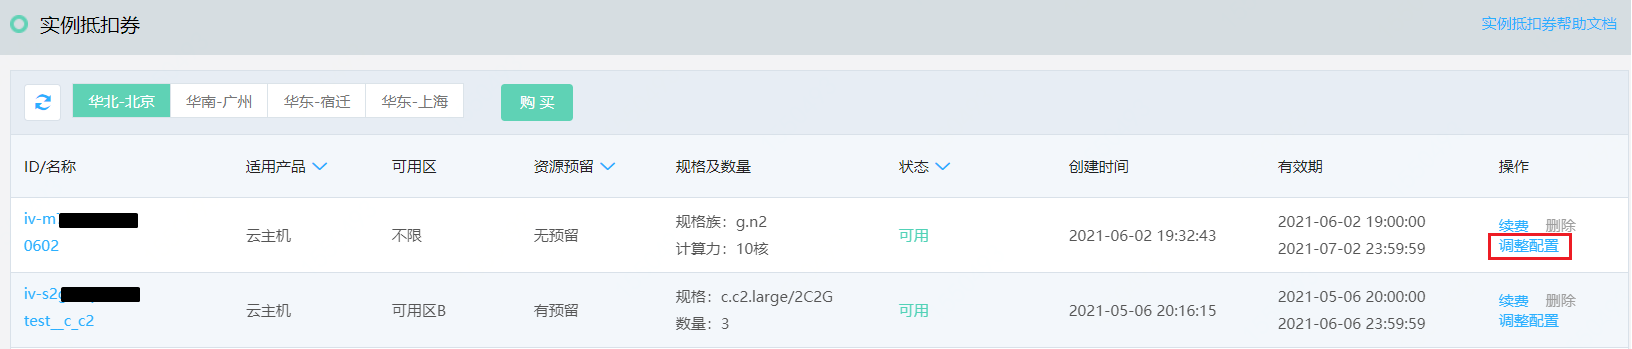 实例抵扣券 实例抵扣券帮助文档
华北-北京 华南-广州 华东-宿迁 华东-上海 购 买
ID/名称 适用产品 可用区 资源预留 规格及数量 状态 创建时间 有效期 操作
iv-m
0602
云主机
不限
无预留
规格族：g.n2
计算力：10核
可用
2021-06-02 19:32:43
2021-06-02 19:00:00
2021-07-02 23:59:59
续费 删除
调整配置
iv-s2
test__c_c2
云主机
可用区B
有预留
规格：c.c2.large/2C2G
数量：3
可用
2021-05-06 20:16:15
2021-05-06 20:00:00
2021-06-06 23:59:59
续费 删除
调整配置